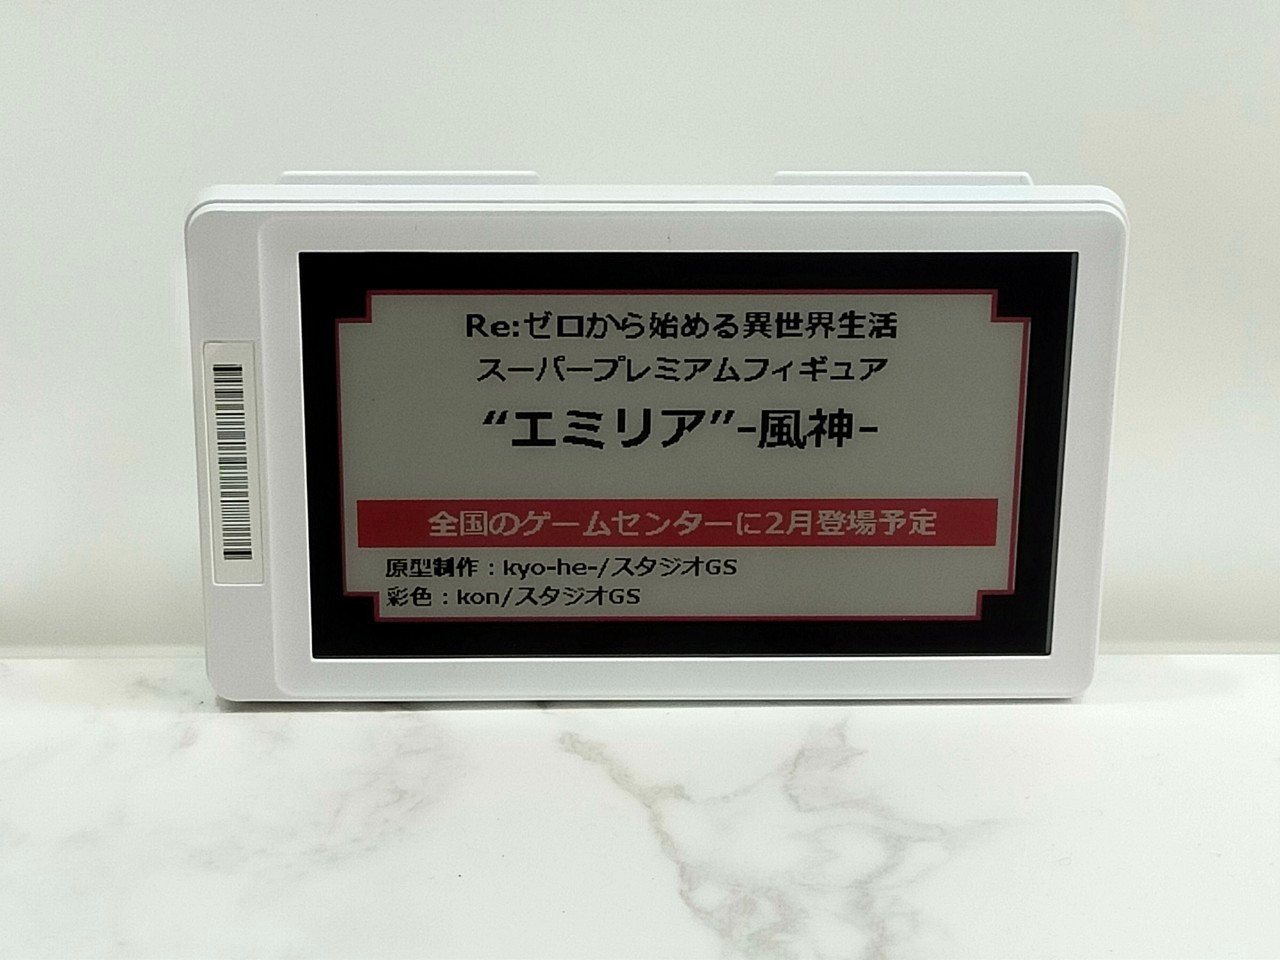 Re:ゼロから始める異世界生活
スーパープレミアムフィギュア
“エミリア”-風神-
全国のゲームセンターに2月登場予定
原型制作：kyo-he-/スタジオGS
彩色：kon/スタジオGS